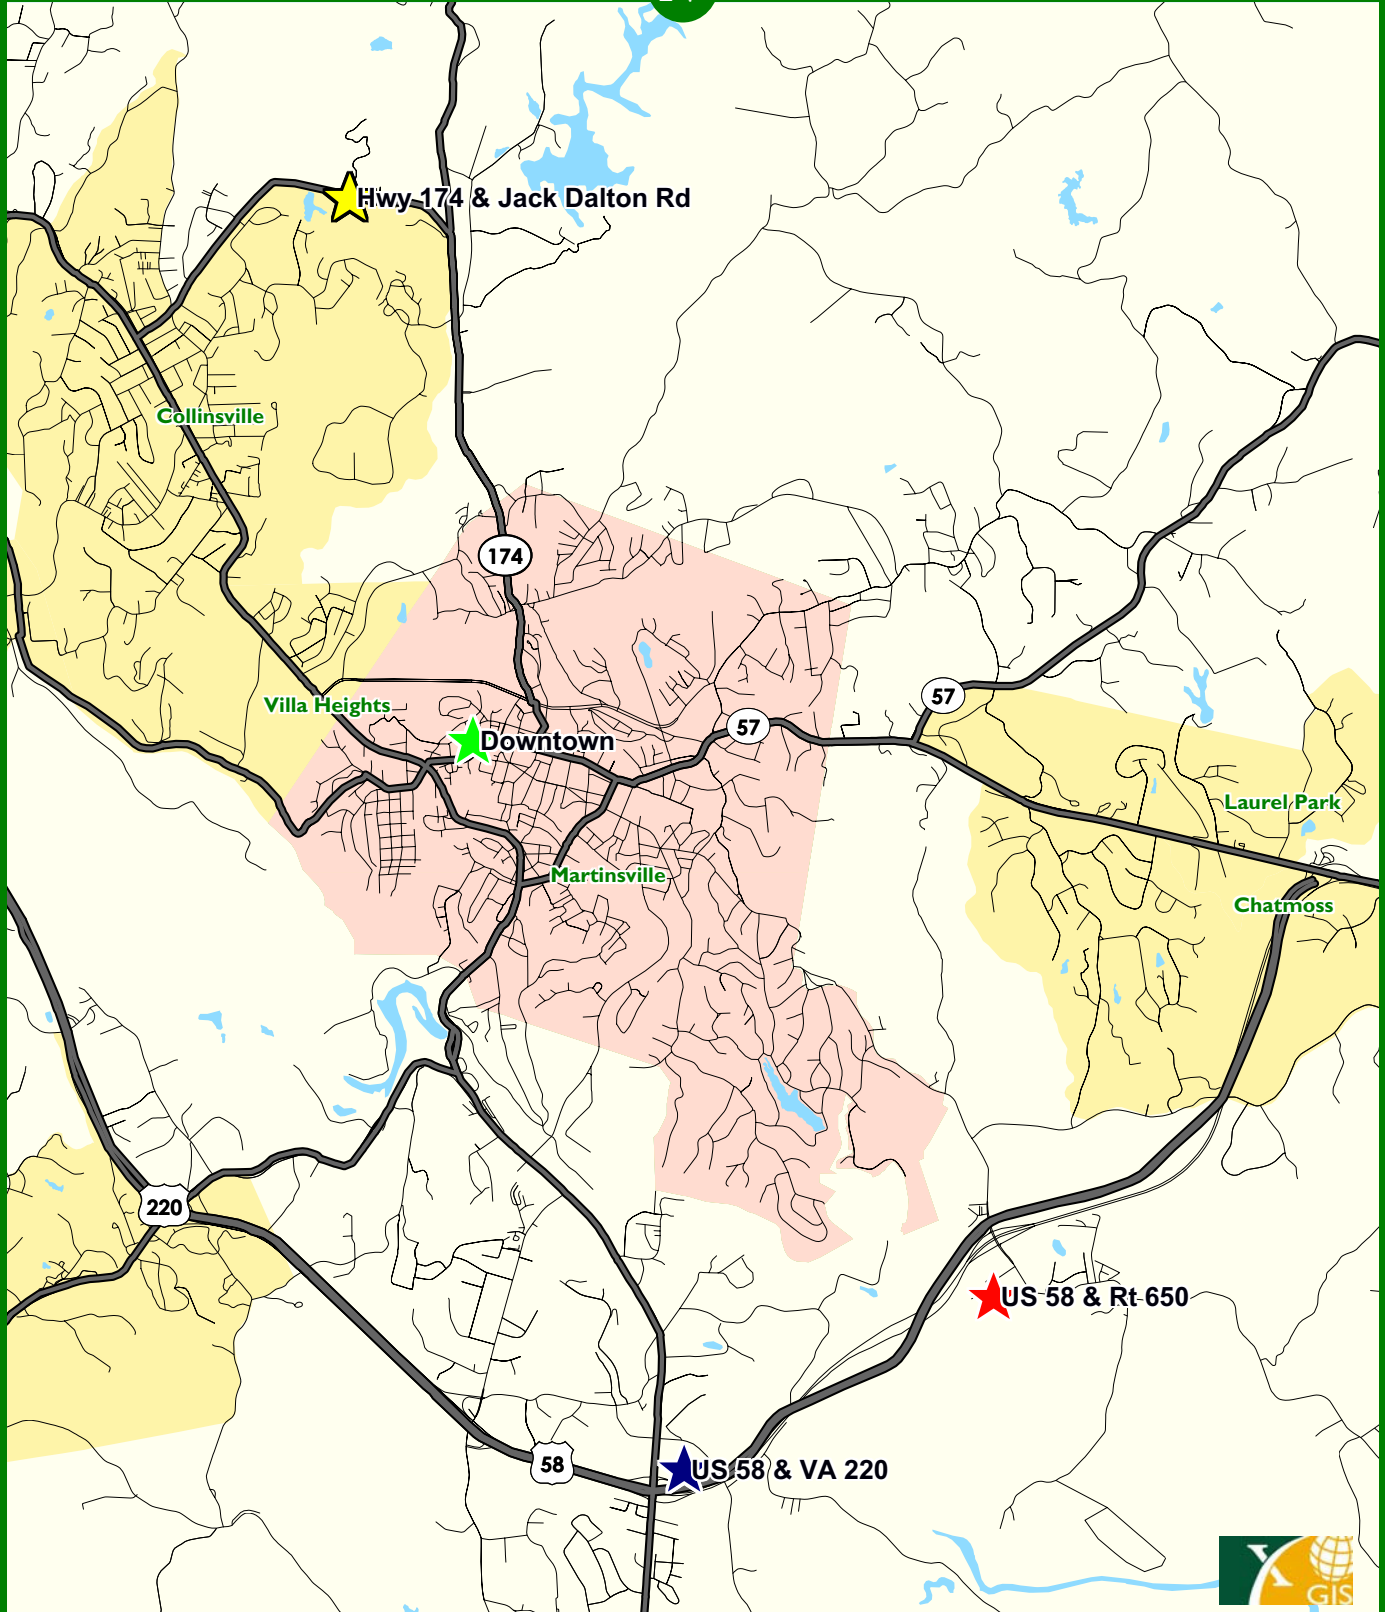 Hwy 174 & Jack Dalton Rd
Collinsville
174
57
Villa Heights
57
Downtown
Laurel Park
Martinsville
Chatmoss
220
US 58 & Rt 650
58
US 58 & VA 220
X
GIS